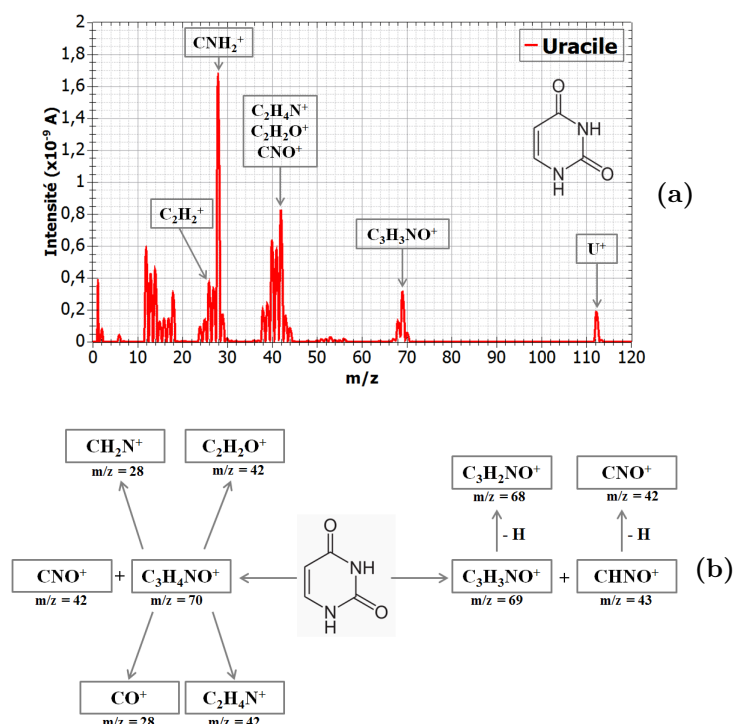 2
1,8
1,6
1,4
1,2
1
0,8
0,6
0,4
0,2
0
Intensité (x10⁻⁹ A)
0 10 20 30 40 50 60 70 80 90 100 110 120
m/z
Uracile
CNH₂⁺
C₂H₄N⁺
C₂H₂O⁺
CNO⁺
C₂H₂⁺
C₃H₃NO⁺
U⁺
O
NH
N
H
O
(a)
CH₂N⁺
m/z = 28
C₂H₂O⁺
m/z = 42
C₃H₂NO⁺
m/z = 68
CNO⁺
m/z = 42
- H
- H
CNO⁺ + C₃H₄NO⁺
m/z = 42 m/z = 70
O
NH
N
H
O
C₃H₃NO⁺ + CHNO⁺
m/z = 69 m/z = 43
(b)
CO⁺
m/z = 28
C₂H₄N⁺
m/z = 42